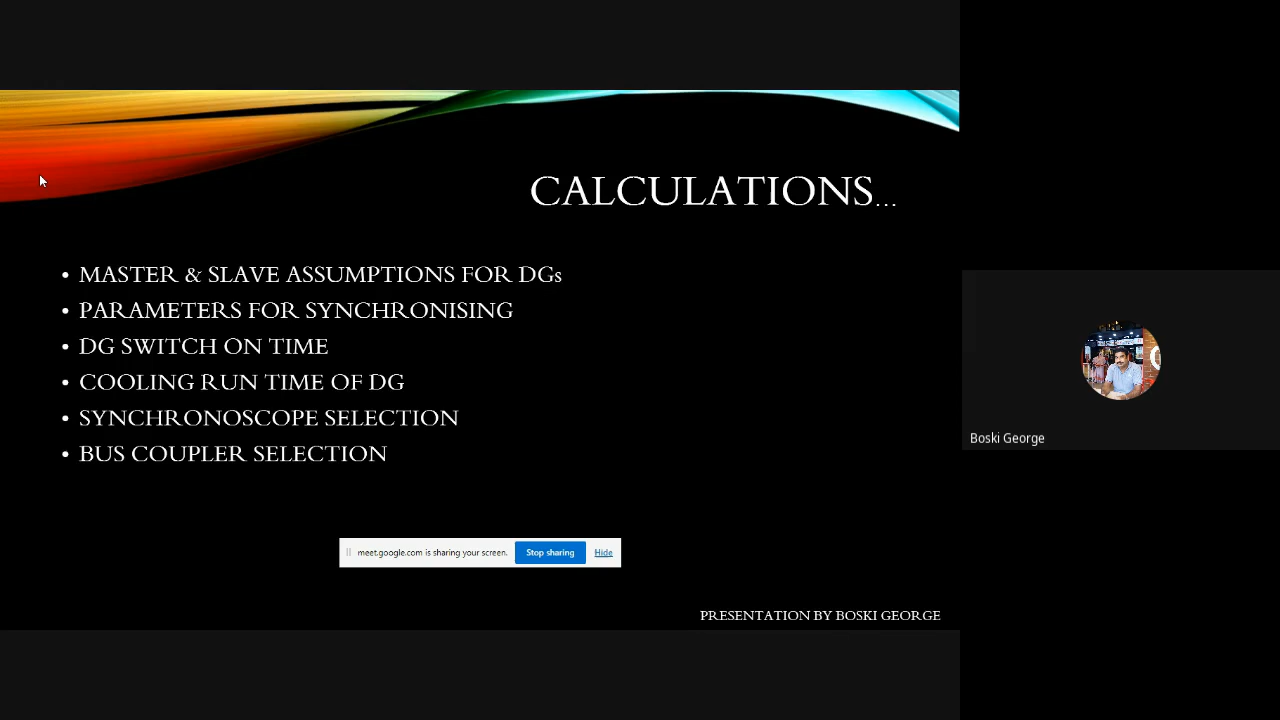 CALCULATIONS...
• MASTER & SLAVE ASSUMPTIONS FOR DGs
• PARAMETERS FOR SYNCHRONISING
• DG SWITCH ON TIME
• COOLING RUN TIME OF DG
• SYNCHRONOSCOPE SELECTION
• BUS COUPLER SELECTION
meet.google.com is sharing your screen. Stop sharing Hide
PRESENTATION BY BOSKI GEORGE
Boski George